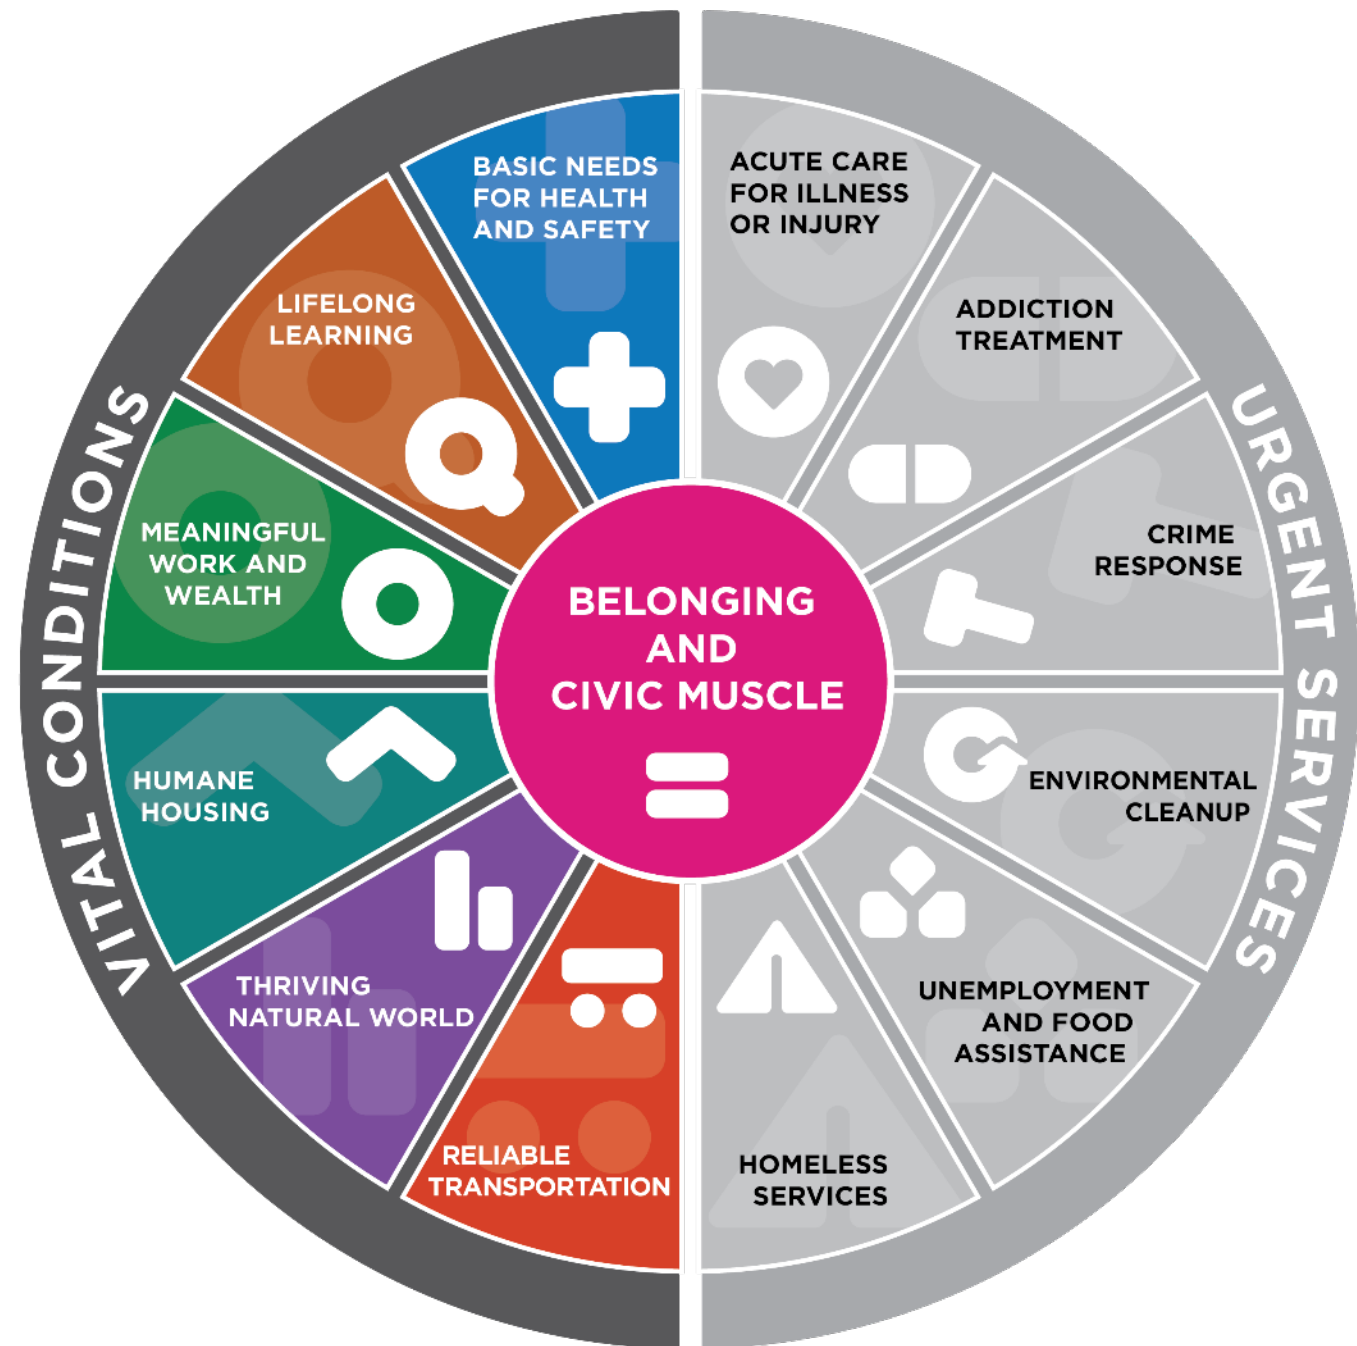 VITAL CONDITIONS
BASIC NEEDS
FOR HEALTH
AND SAFETY
LIFELONG
LEARNING
MEANINGFUL
WORK AND
WEALTH
HUMANE
HOUSING
THRIVING
NATURAL WORLD
RELIABLE
TRANSPORTATION
BELONGING
AND
CIVIC MUSCLE
URGENT SERVICES
ACUTE CARE
FOR ILLNESS
OR INJURY
ADDICTION
TREATMENT
CRIME
RESPONSE
ENVIRONMENTAL
CLEANUP
UNEMPLOYMENT
AND FOOD
ASSISTANCE
HOMELESS
SERVICES